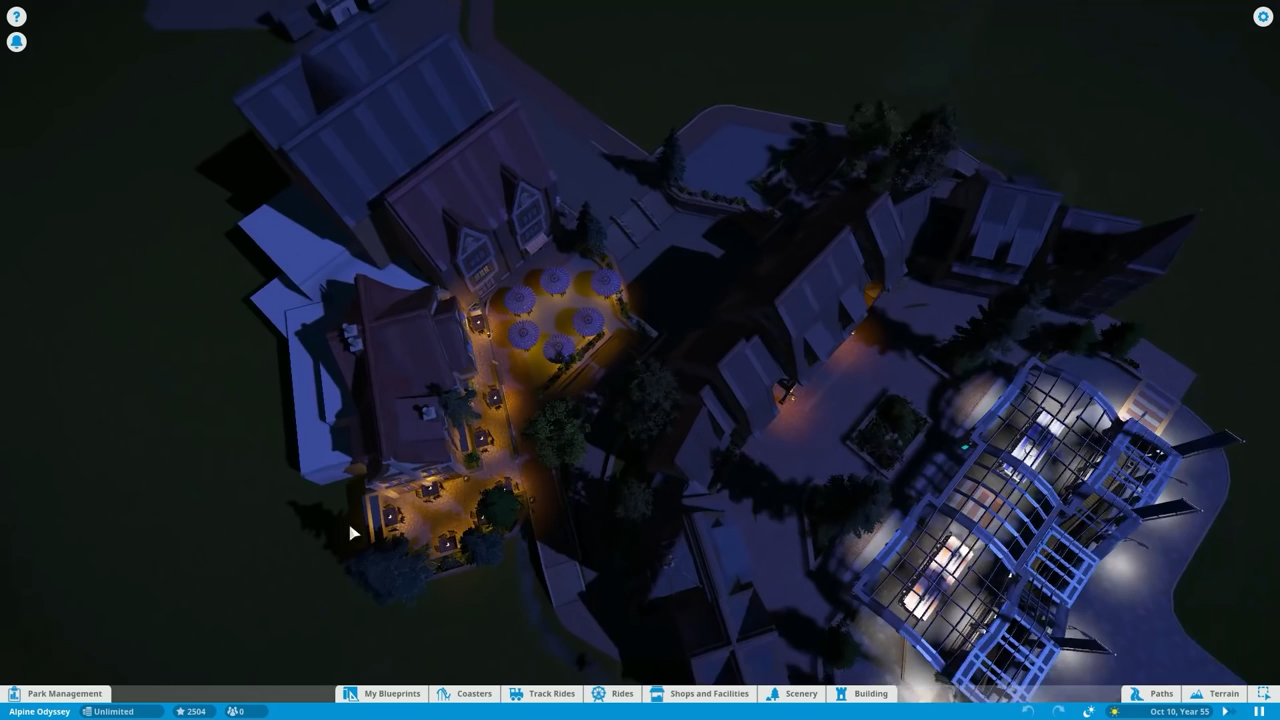 ?
Park Management
My Blueprints
Coasters
Track Rides
Rides
Shops and Facilities
Scenery
Building
Paths
Terrain
Alpine Odyssey
Unlimited
2504
0
Oct 10, Year 55